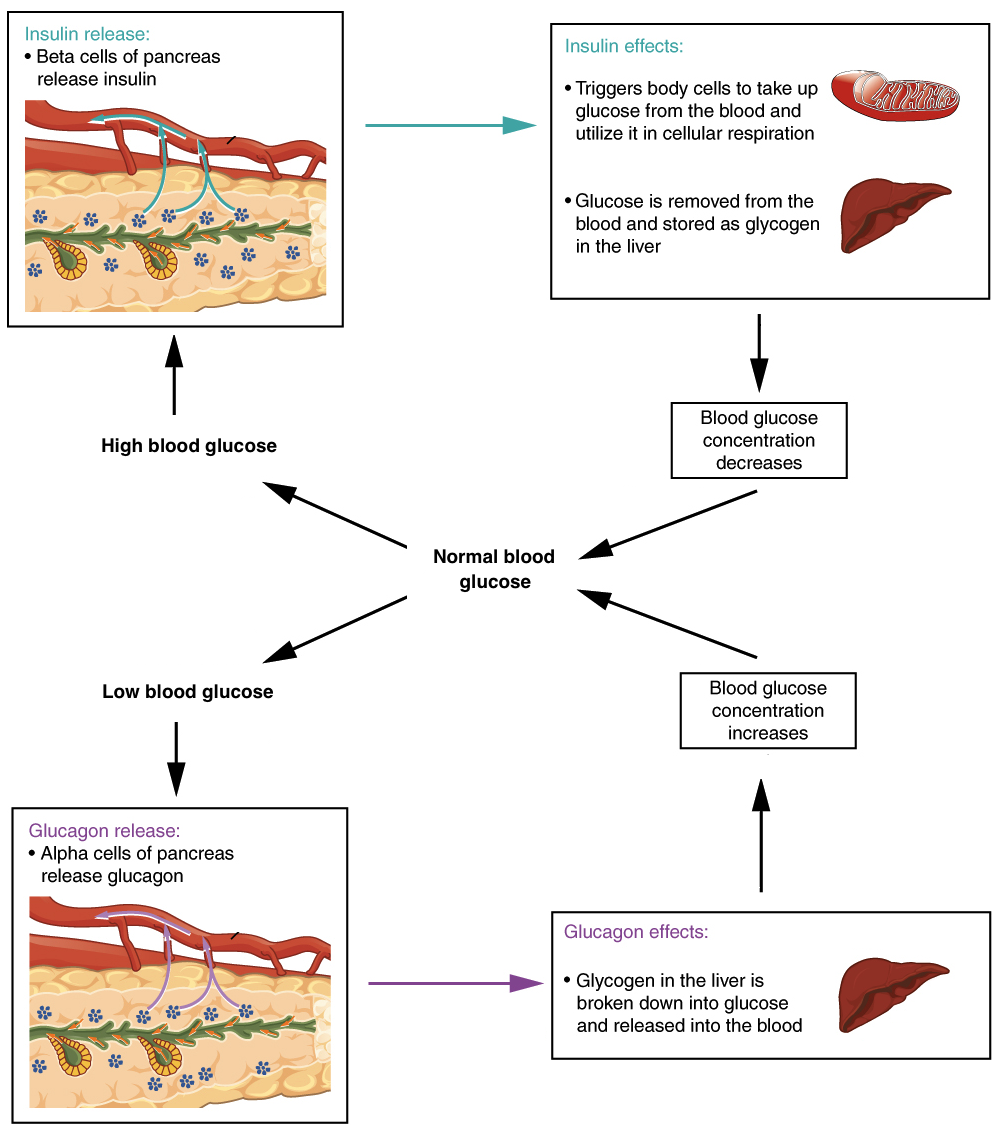 Insulin release:
• Beta cells of pancreas
release insulin
Insulin effects:
• Triggers body cells to take up
glucose from the blood and
utilize it in cellular respiration
• Glucose is removed from the
blood and stored as glycogen
in the liver
High blood glucose
Blood glucose
concentration
decreases
Normal blood
glucose
Low blood glucose
Blood glucose
concentration
increases
Glucagon release:
• Alpha cells of pancreas
release glucagon
Glucagon effects:
• Glycogen in the liver is
broken down into glucose
and released into the blood